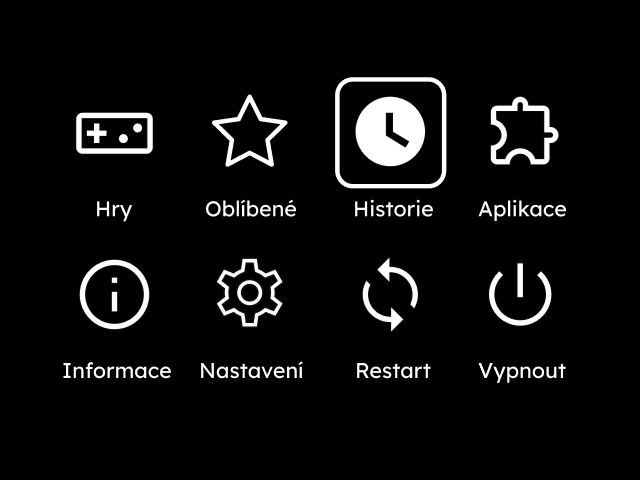 Hry
Oblíbené
Historie
Aplikace
Informace
Nastavení
Restart
Vypnout